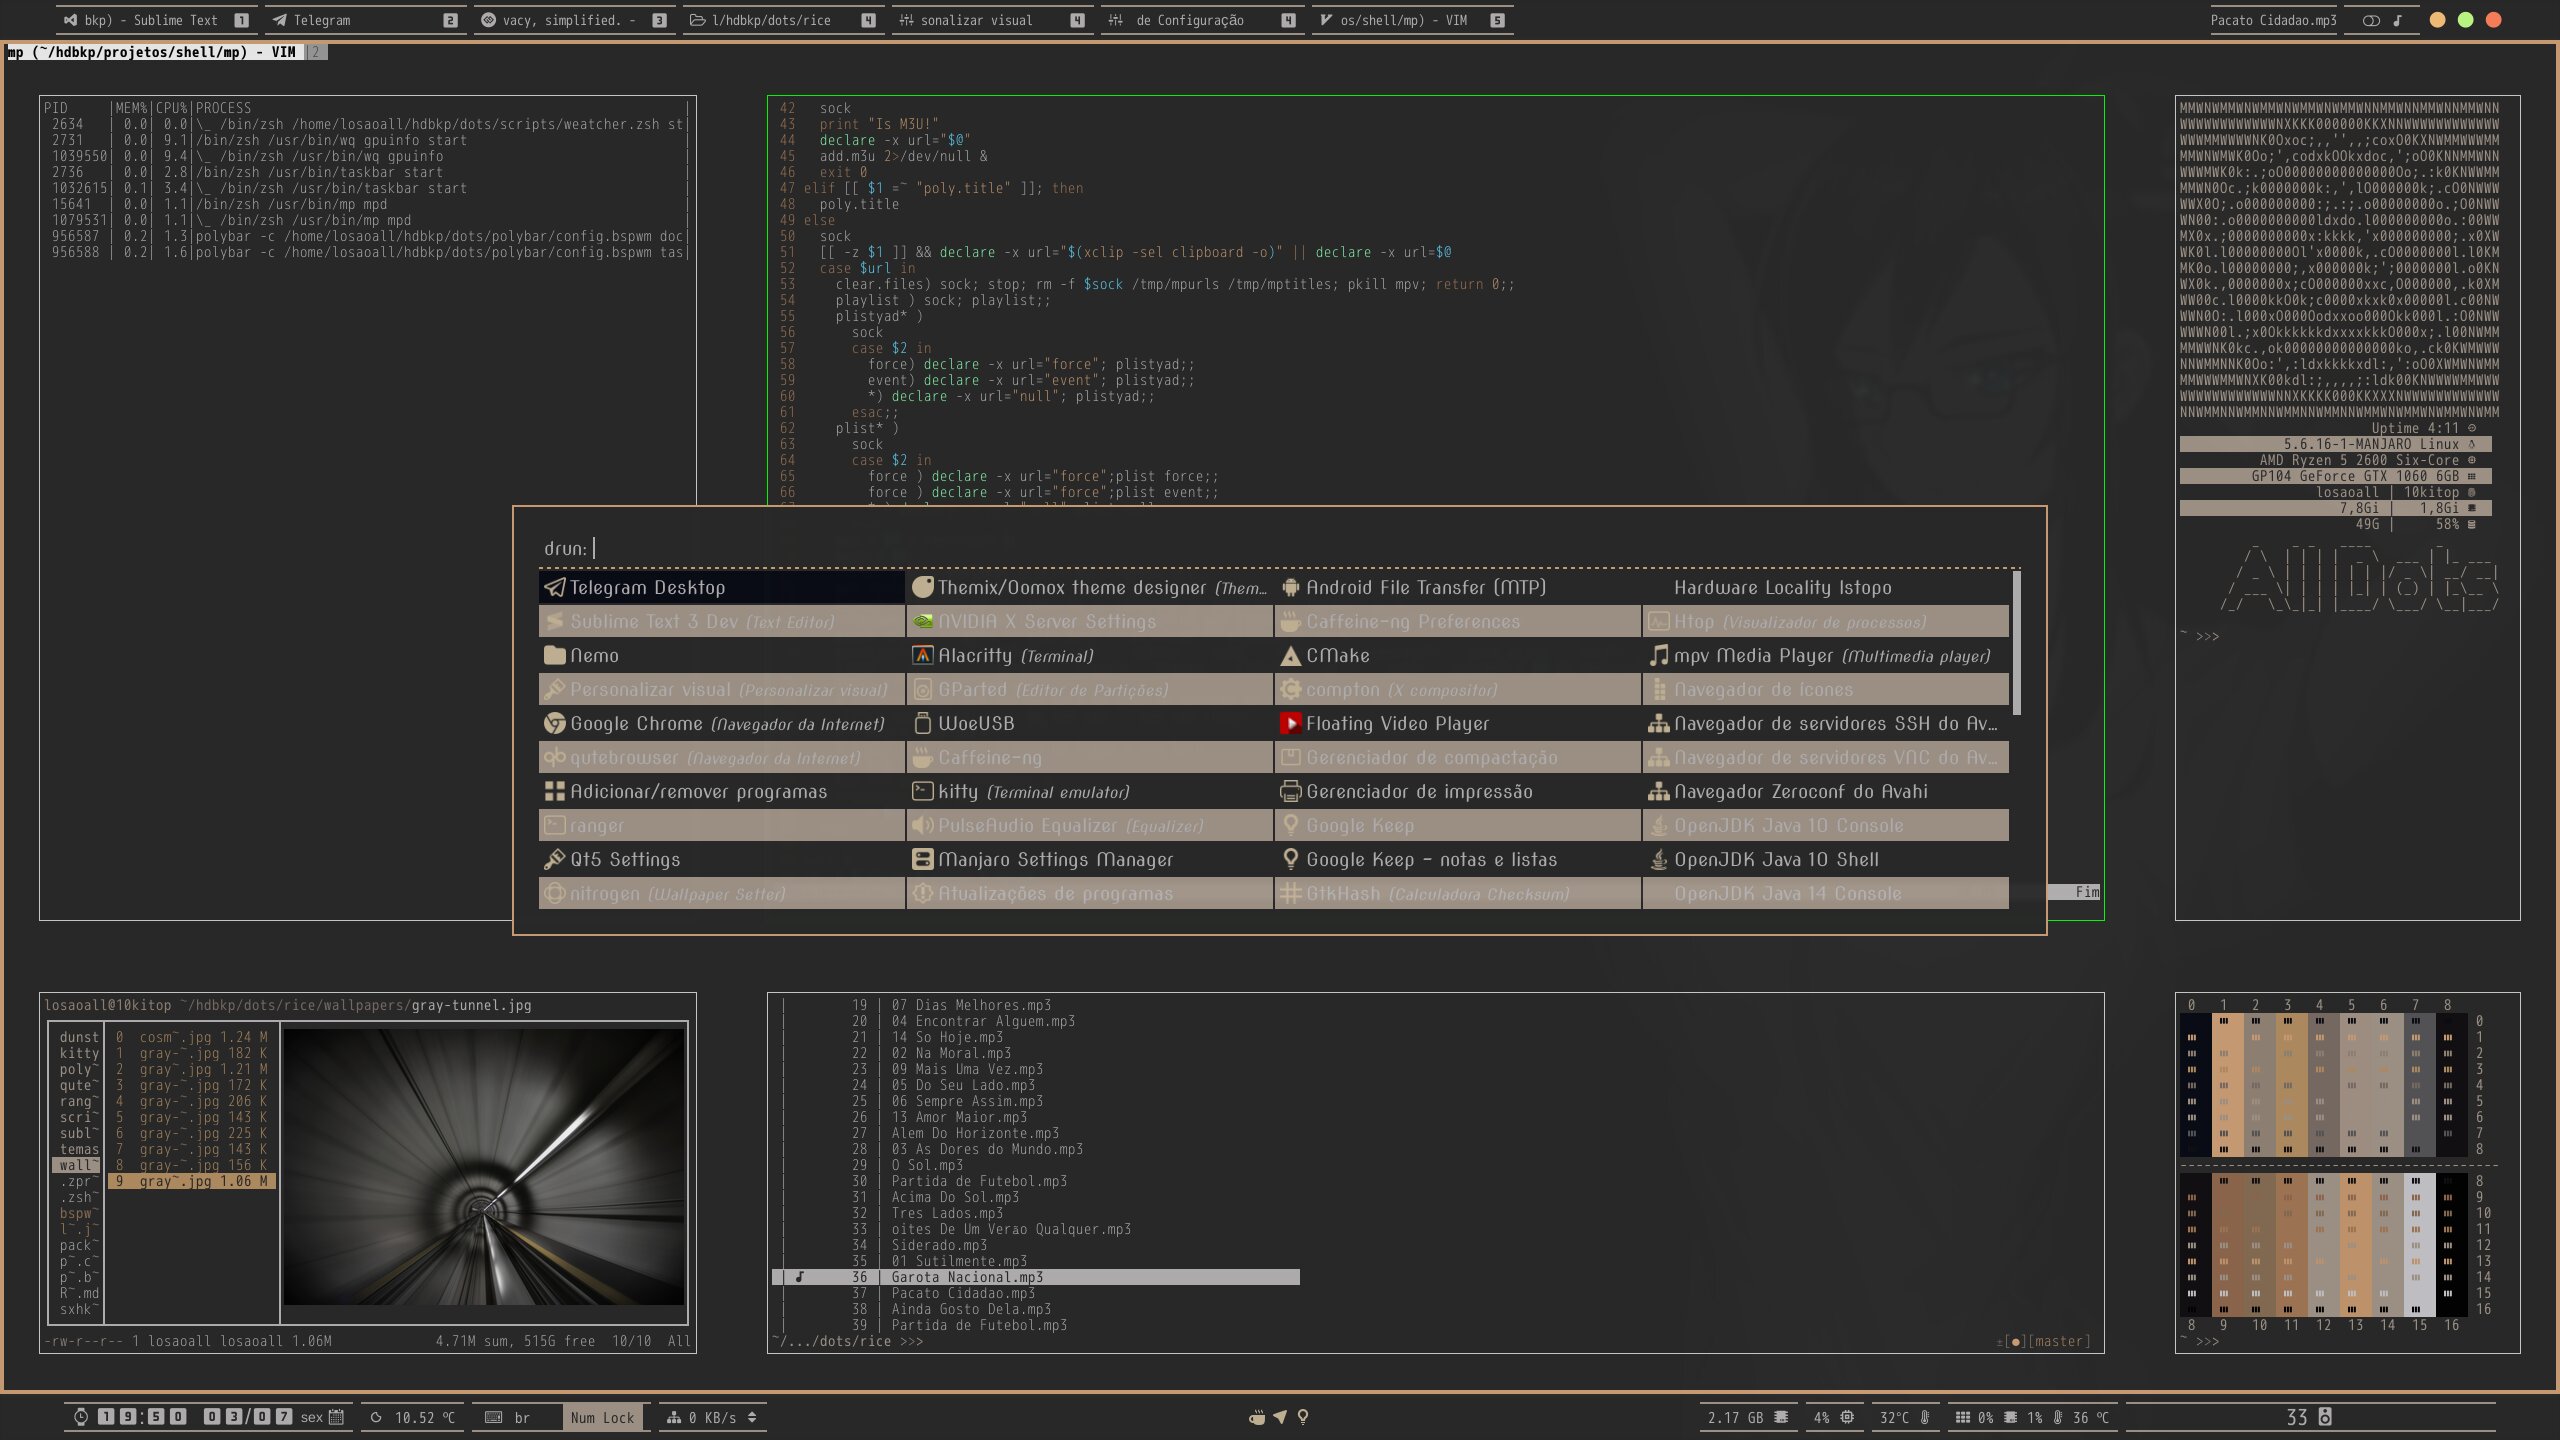 bkp) - Sublime Text 1
Telegram 2
vacy, simplified. - 3
l/hdbkp/dots/rice 4
sonalizar visual 4
de Configuração 4
os/shell/mp) - VIM 5
Pacato Cidadao.mp3
mp (~/hdbkp/projetos/shell/mp) - VIM |2
PID |MEM%|CPU%|PROCESS |
2634 | 0.0| 0.0|\_ /bin/zsh /home/losaoall/hdbkp/dots/scripts/weatcher.zsh st|
2731 | 0.0| 9.1|/bin/zsh /usr/bin/wq gpuinfo start |
1039550| 0.0| 9.4|\_ /bin/zsh /usr/bin/wq gpuinfo |
2736 | 0.0| 2.8|/bin/zsh /usr/bin/taskbar start |
1032615| 0.1| 3.4|\_ /bin/zsh /usr/bin/taskbar start |
15641 | 0.0| 1.1|/bin/zsh /usr/bin/mp mpd |
1079531| 0.0| 1.1|\_ /bin/zsh /usr/bin/mp mpd |
956587 | 0.2| 1.3|polybar -c /home/losaoall/hdbkp/dots/polybar/config.bspwm doc|
956588 | 0.2| 1.6|polybar -c /home/losaoall/hdbkp/dots/polybar/config.bspwm tas|
42 sock
43 print "Is M3U!"
44 declare -x url="$@"
45 add.m3u 2>/dev/null &
46 exit 0
47 elif [[ $1 =~ "poly.title" ]]; then
48 poly.title
49 else
50 sock
51 [[ -z $1 ]] && declare -x url="$(xclip -sel clipboard -o)" || declare -x url=$@
52 case $url in
53 clear.files) sock; stop; rm -f $sock /tmp/mpurls /tmp/mptitles; pkill mpv; return 0;;
54 playlist ) sock; playlist;;
55 plistyad* )
56 sock
57 case $2 in
58 force) declare -x url="force"; plistyad;;
59 event) declare -x url="event"; plistyad;;
60 *) declare -x url="null"; plistyad;;
61 esac;;
62 plist* )
63 sock
64 case $2 in
65 force ) declare -x url="force";plist force;;
66 force ) declare -x url="force";plist event;;
Fim
Uptime 4:11
5.6.16-1-MANJARO Linux
AMD Ryzen 5 2600 Six-Core
GP104 GeForce GTX 1060 6GB
losaoall | 10kitop
7,8Gi | 1,8Gi
49G | 58%
~ >>>
drun:
Telegram Desktop
Themix/Oomox theme designer (Them...
Android File Transfer (MTP)
Hardware Locality lstopo
Sublime Text 3 Dev (Text Editor)
NVIDIA X Server Settings
Caffeine-ng Preferences
Htop (Visualizador de processos)
Nemo
Alacritty (Terminal)
CMake
mpv Media Player (Multimedia player)
Personalizar visual (Personalizar visual)
GParted (Editor de Partições)
compton (X compositor)
Navegador de ícones
Google Chrome (Navegador da Internet)
WoeUSB
Floating Video Player
Navegador de servidores SSH do Av...
qutebrowser (Navegador da Internet)
Caffeine-ng
Gerenciador de compactação
Navegador de servidores VNC do Av...
Adicionar/remover programas
kitty (Terminal emulator)
Gerenciador de impressão
Navegador Zeroconf do Avahi
ranger
PulseAudio Equalizer (Equalizer)
Google Keep
OpenJDK Java 10 Console
Qt5 Settings
Manjaro Settings Manager
Google Keep - notas e listas
OpenJDK Java 10 Shell
nitrogen (Wallpaper Setter)
Atualizações de programas
GtkHash (Calculadora Checksum)
OpenJDK Java 14 Console
losaoall@10kitop ~/hdbkp/dots/rice/wallpapers/gray-tunnel.jpg
dunst 0 cosm~.jpg 1.24 M
kitty 1 gray-~.jpg 182 K
poly~ 2 gray~.jpg 1.21 M
qute~ 3 gray-~.jpg 172 K
rang~ 4 gray-~.jpg 206 K
scri~ 5 gray-~.jpg 143 K
subl~ 6 gray-~.jpg 225 K
temas 7 gray-~.jpg 143 K
wall~ 8 gray-~.jpg 156 K
.zpr~ 9 gray~.jpg 1.06 M
.zsh~
bspw~
l~.j~
pack~
p~.c~
p~.b~
R~.md
sxhk~
-rw-r--r-- 1 losaoall losaoall 1.06M 4.71M sum, 515G free 10/10 All
19 | 07 Dias Melhores.mp3
20 | 04 Encontrar Alguem.mp3
21 | 14 So Hoje.mp3
22 | 02 Na Moral.mp3
23 | 09 Mais Uma Vez.mp3
24 | 05 Do Seu Lado.mp3
25 | 06 Sempre Assim.mp3
26 | 13 Amor Maior.mp3
27 | Alem Do Horizonte.mp3
28 | 03 As Dores do Mundo.mp3
29 | O Sol.mp3
30 | Partida de Futebol.mp3
31 | Acima Do Sol.mp3
32 | Tres Lados.mp3
33 | oites De Um Verao Qualquer.mp3
34 | Siderado.mp3
35 | 01 Sutilmente.mp3
36 | Garota Nacional.mp3
37 | Pacato Cidadao.mp3
38 | Ainda Gosto Dela.mp3
39 | Partida de Futebol.mp3
~/.../dots/rice >>> ±[●][master]
0 1 2 3 4 5 6 7 8
0
1
2
3
4
5
6
7
8
8
9
10
11
12
13
14
15
16
8 9 10 11 12 13 14 15 16
~ >>>
19:50 03/07 sex
10.52 ºC
br Num Lock
0 KB/s
2.17 GB
4%
32°C
0% 1% 36 ºC
33